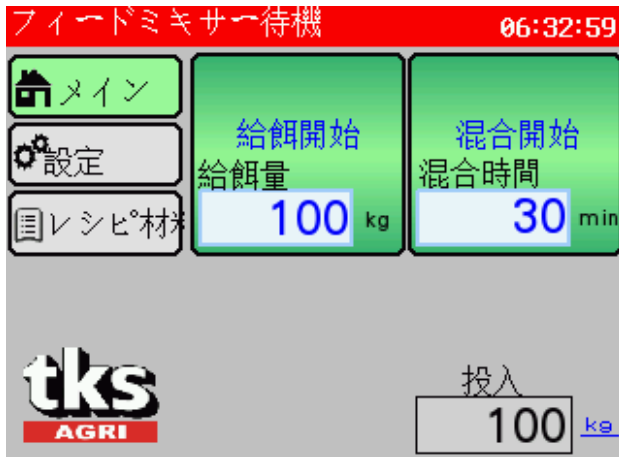 フィードミキサー待機 06:32:59
メイン
設定
レシピ材
給餌開始
給餌量
100 kg
混合開始
混合時間
30 min
tks
AGRI
投入
100 kg